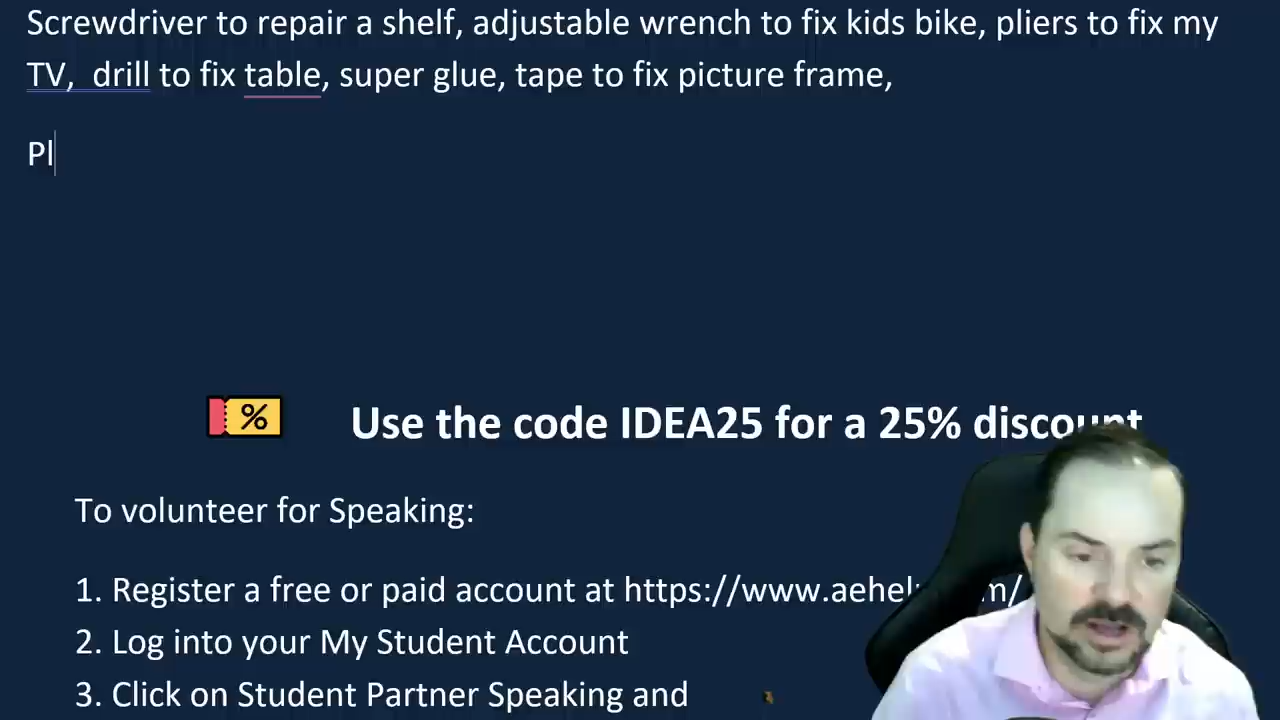 Screwdriver to repair a shelf, adjustable wrench to fix kids bike, pliers to fix my
TV,  drill to fix table, super glue, tape to fix picture frame,
Pl
%
Use the code IDEA25 for a 25% discount
To volunteer for Speaking:
1. Register a free or paid account at https://www.aehel m/
2. Log into your My Student Account
3. Click on Student Partner Speaking and